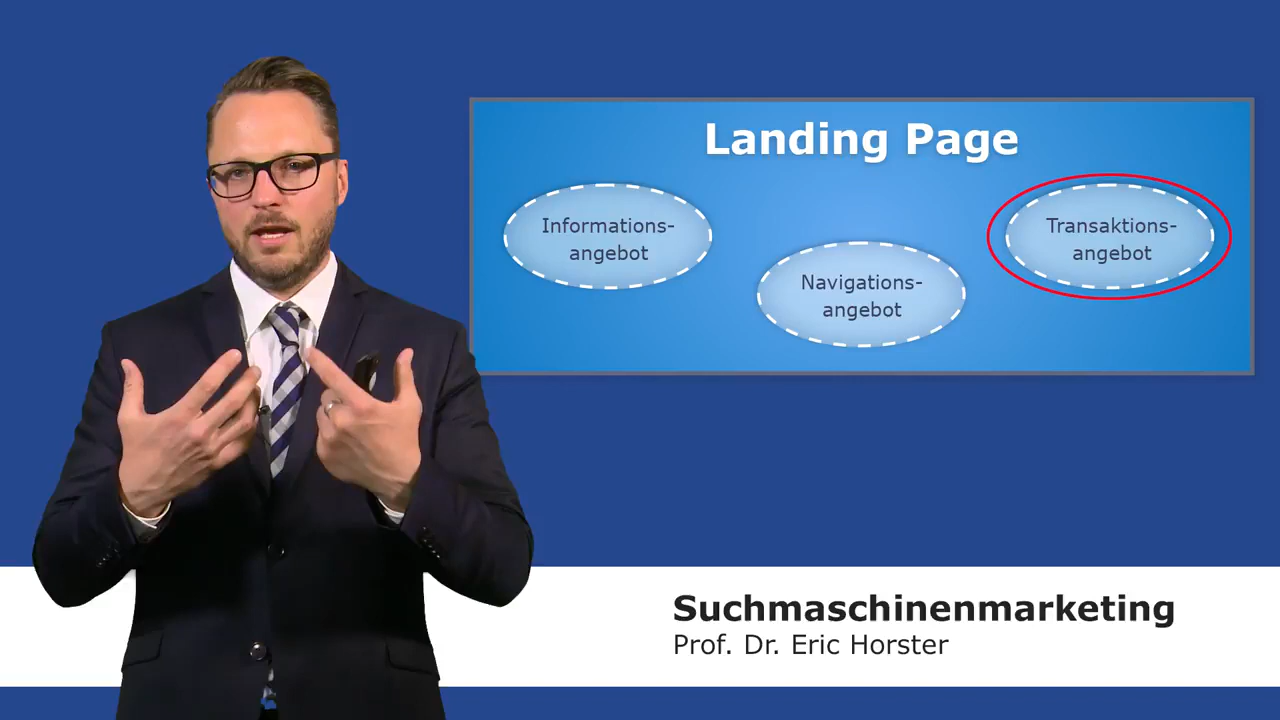 Landing Page
Informations-
angebot
Navigations-
angebot
Transaktions-
angebot
Suchmaschinenmarketing
Prof. Dr. Eric Horster